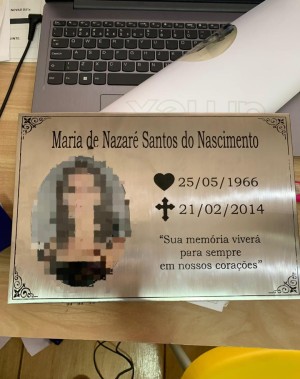 Maria de Nazaré Santos do Nascimento
25/05/1966
21/02/2014
“Sua memória viverá
para sempre
em nossos corações”